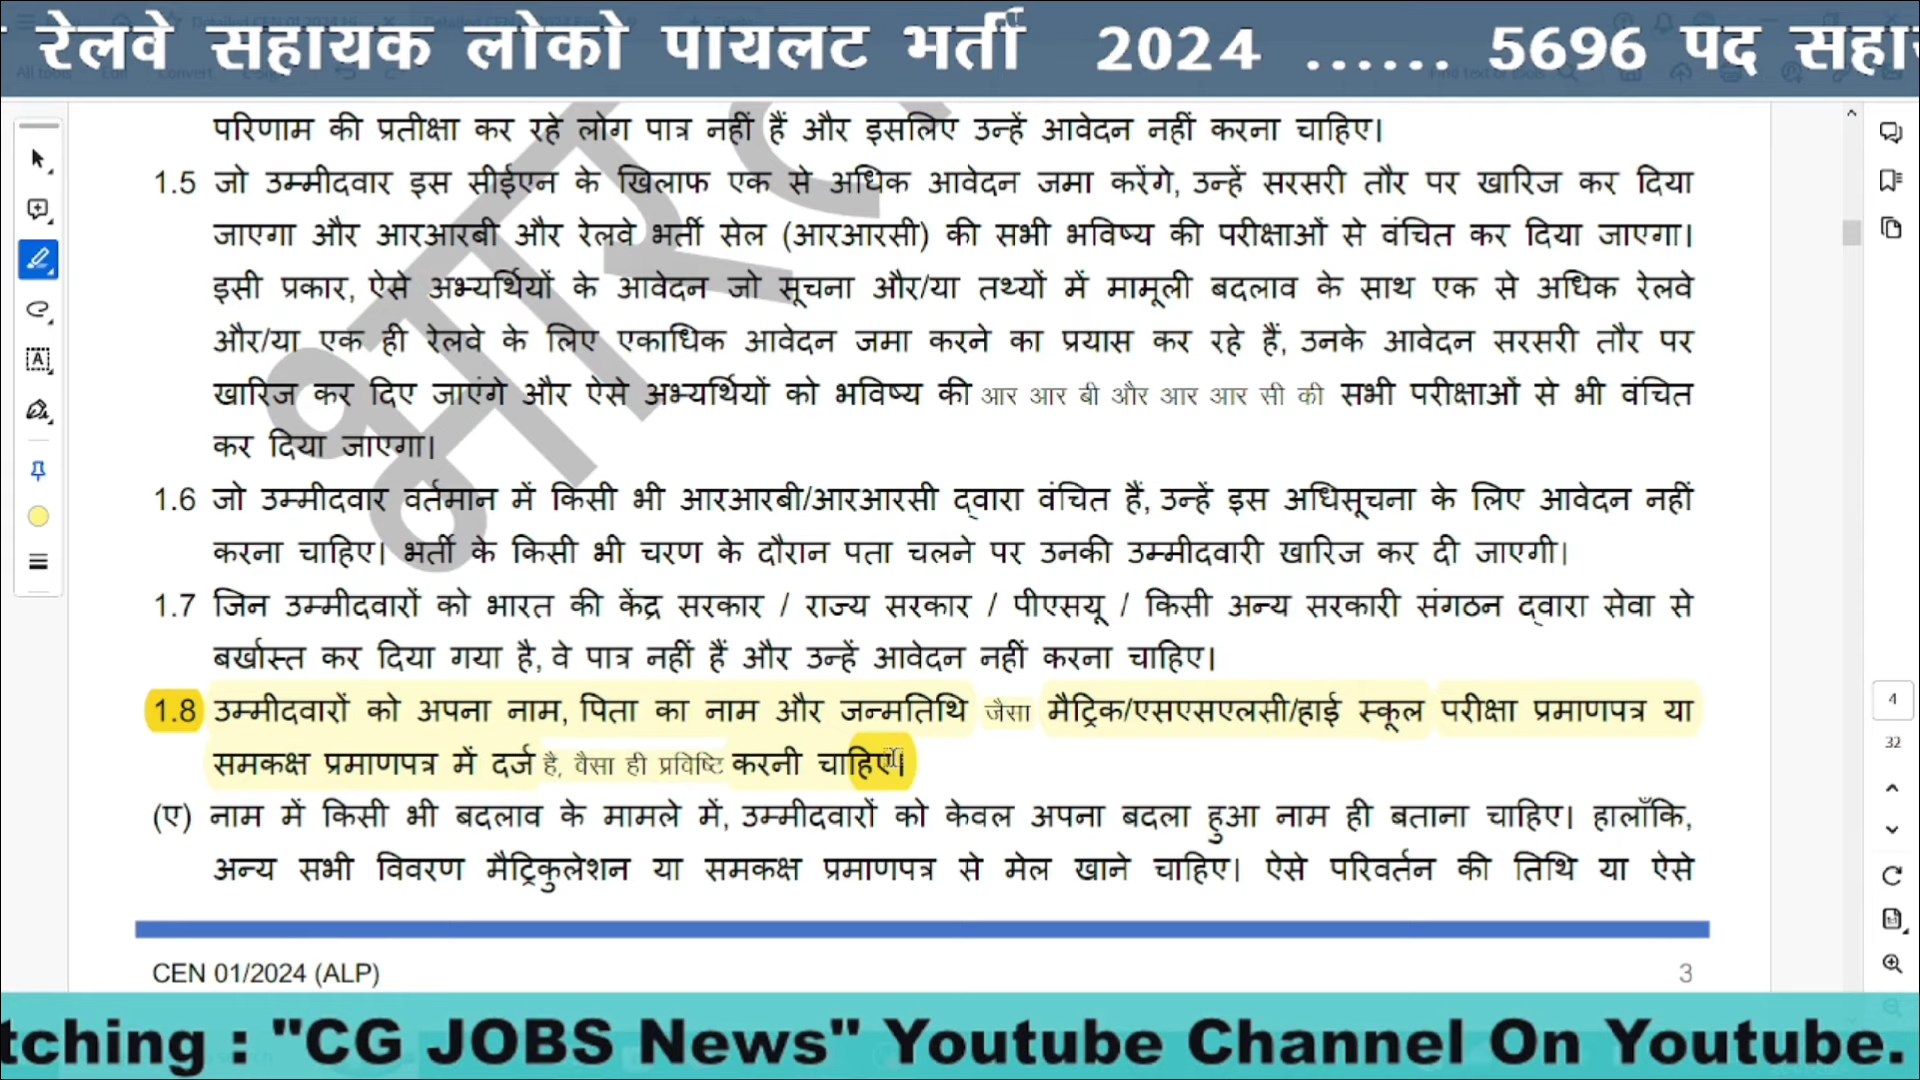 रेलवे सहायक लोको पायलट भर्ती 2024 ...... 5696 पद
परिणाम की प्रतीक्षा कर रहे लोग पात्र नहीं हैं और इसलिए उन्हें आवेदन नहीं करना चाहिए।
1.5 जो उम्मीदवार इस सीईएन के खिलाफ एक से अधिक आवेदन जमा करेंगे, उन्हें सरसरी तौर पर खारिज कर दिया
जाएगा और आरआरबी और रेलवे भर्ती सेल (आरआरसी) की सभी भविष्य की परीक्षाओं से वंचित कर दिया जाएगा।
इसी प्रकार, ऐसे अभ्यर्थियों के आवेदन जो सूचना और/या तथ्यों में मामूली बदलाव के साथ एक से अधिक रेलवे
और/या एक ही रेलवे के लिए एकाधिक आवेदन जमा करने का प्रयास कर रहे हैं, उनके आवेदन सरसरी तौर पर
खारिज कर दिए जाएंगे और ऐसे अभ्यर्थियों को भविष्य की आर आर बी और आर आर सी की सभी परीक्षाओं से भी वंचित
कर दिया जाएगा।
1.6 जो उम्मीदवार वर्तमान में किसी भी आरआरबी/आरआरसी द्वारा वंचित हैं, उन्हें इस अधिसूचना के लिए आवेदन नहीं
करना चाहिए। भर्ती के किसी भी चरण के दौरान पता चलने पर उनकी उम्मीदवारी खारिज कर दी जाएगी।
1.7 जिन उम्मीदवारों को भारत की केंद्र सरकार / राज्य सरकार / पीएसयू / किसी अन्य सरकारी संगठन द्वारा सेवा से
बर्खास्त कर दिया गया है, वे पात्र नहीं हैं और उन्हें आवेदन नहीं करना चाहिए।
1.8 उम्मीदवारों को अपना नाम, पिता का नाम और जन्मतिथि जैसा मैट्रिक/एसएसएलसी/हाई स्कूल परीक्षा प्रमाणपत्र या
समकक्ष प्रमाणपत्र में दर्ज है, वैसा ही प्रविष्टि करनी चाहिए।
(ए) नाम में किसी भी बदलाव के मामले में, उम्मीदवारों को केवल अपना बदला हुआ नाम ही बताना चाहिए। हालाँकि,
अन्य सभी विवरण मैट्रिकुलेशन या समकक्ष प्रमाणपत्र से मेल खाने चाहिए। ऐसे परिवर्तन की तिथि या ऐसे
CEN 01/2024 (ALP) 3
4
32
tching : "CG JOBS News" Youtube Channel On Youtube.